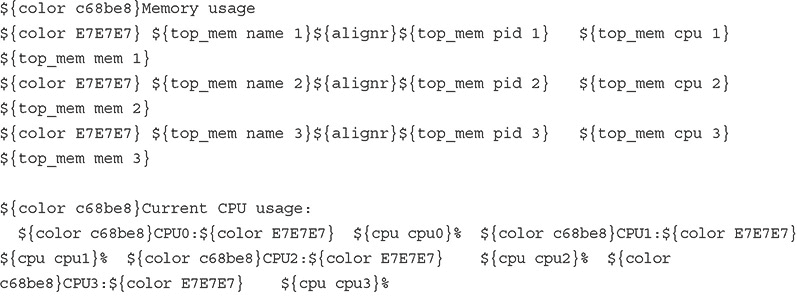 ${color c68be8}Memory usage
${color E7E7E7} ${top_mem name 1}${alignr}${top_mem pid 1}   ${top_mem cpu 1}
${top_mem mem 1}
${color E7E7E7} ${top_mem name 2}${alignr}${top_mem pid 2}   ${top_mem cpu 2}
${top_mem mem 2}
${color E7E7E7} ${top_mem name 3}${alignr}${top_mem pid 3}   ${top_mem cpu 3}
${top_mem mem 3}

${color c68be8}Current CPU usage:
  ${color c68be8}CPU0:${color E7E7E7}  ${cpu cpu0}%  ${color c68be8}CPU1:${color E7E7E7}
${cpu cpu1}%  ${color c68be8}CPU2:${color E7E7E7}    ${cpu cpu2}%  ${color
c68be8}CPU3:${color E7E7E7}    ${cpu cpu3}%